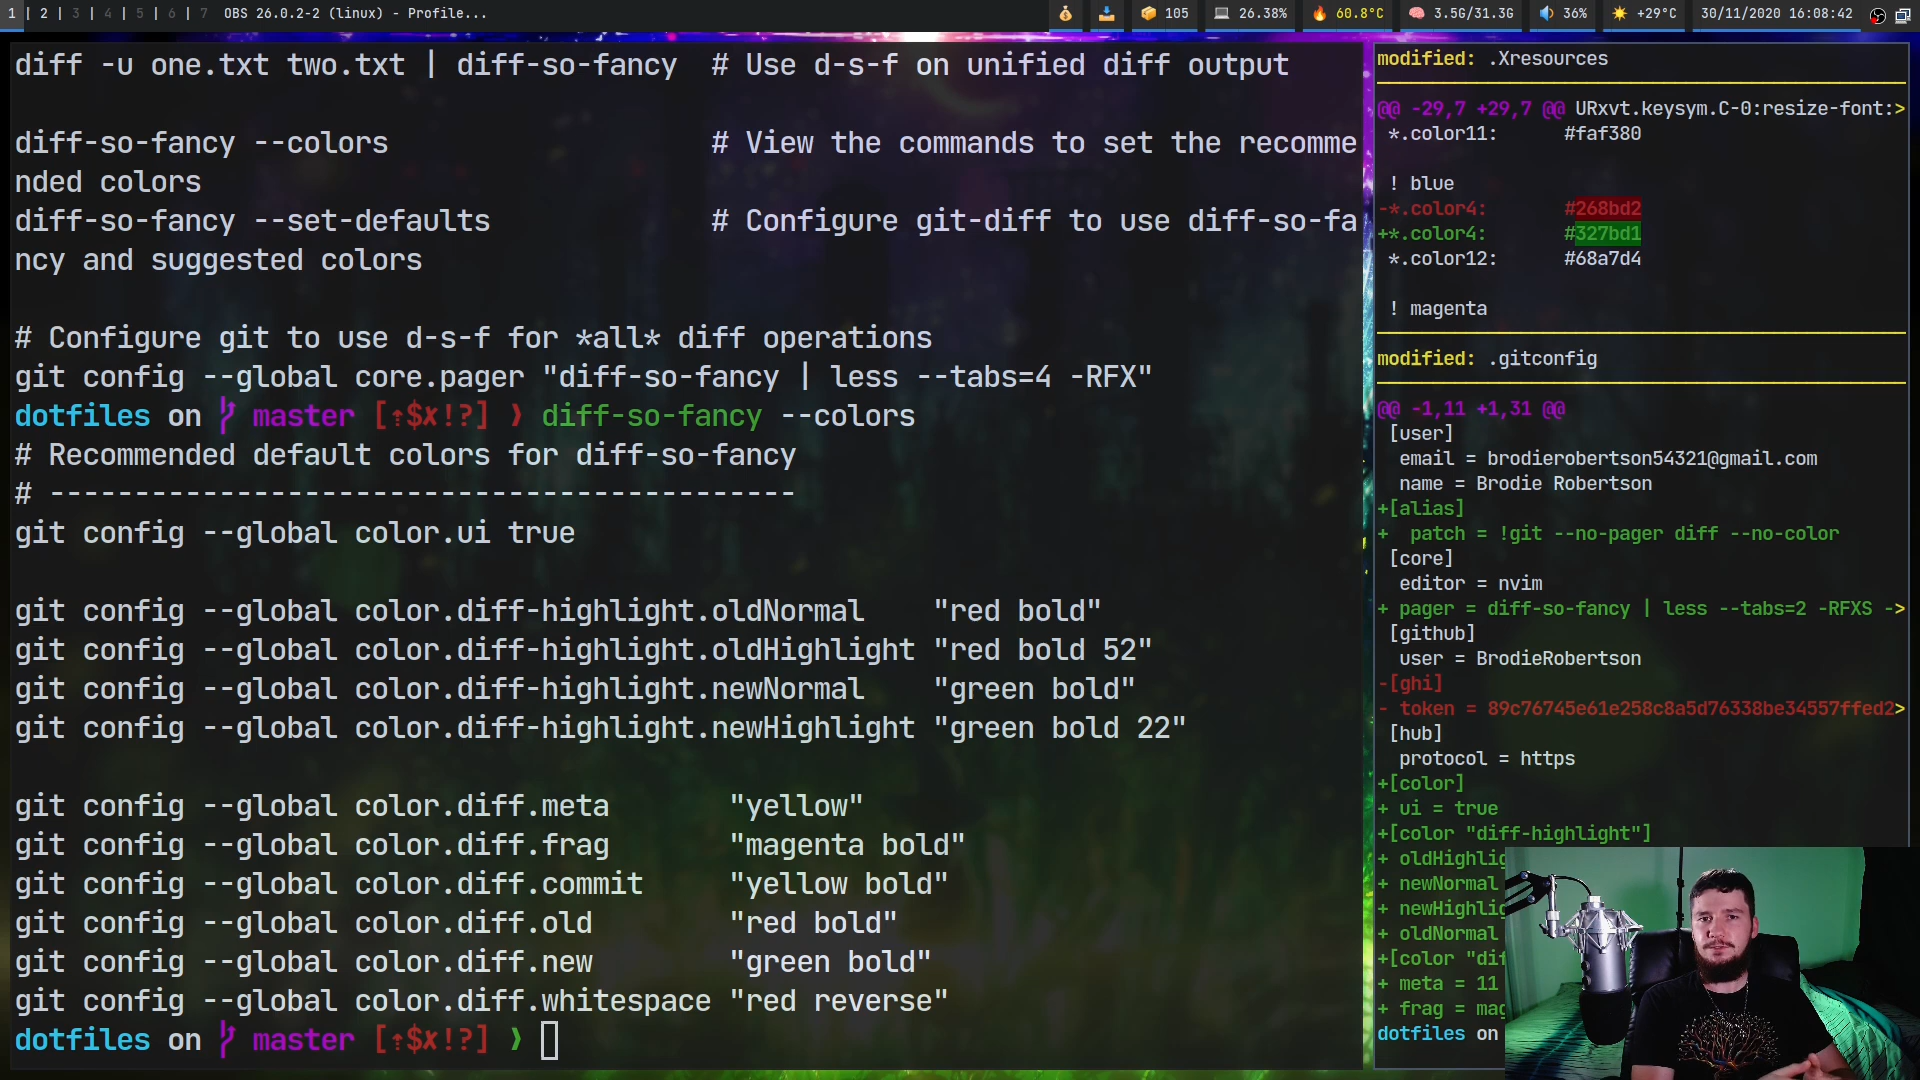 1 | 2 | 3 | 4 | 5 | 6 | 7 OBS 26.0.2-2 (linux) - Profile...
105 26.38% 60.8°C 3.5G/31.3G 36% +29°C 30/11/2020 16:08:42
diff -u one.txt two.txt | diff-so-fancy # Use d-s-f on unified diff output
diff-so-fancy --colors # View the commands to set the recomme
nded colors
diff-so-fancy --set-defaults # Configure git-diff to use diff-so-fa
ncy and suggested colors
# Configure git to use d-s-f for *all* diff operations
git config --global core.pager "diff-so-fancy | less --tabs=4 -RFX"
dotfiles on master [⇡$✘!?] ❯ diff-so-fancy --colors
# Recommended default colors for diff-so-fancy
# --------------------------------------------
git config --global color.ui true
git config --global color.diff-highlight.oldNormal "red bold"
git config --global color.diff-highlight.oldHighlight "red bold 52"
git config --global color.diff-highlight.newNormal "green bold"
git config --global color.diff-highlight.newHighlight "green bold 22"
git config --global color.diff.meta "yellow"
git config --global color.diff.frag "magenta bold"
git config --global color.diff.commit "yellow bold"
git config --global color.diff.old "red bold"
git config --global color.diff.new "green bold"
git config --global color.diff.whitespace "red reverse"
dotfiles on master [⇡$✘!?] ❯
modified: .Xresources
@@ -29,7 +29,7 @@ URxvt.keysym.C-0:resize-font:>
*.color11: #faf380
! blue
-*.color4: #268bd2
+*.color4: #327bd1
*.color12: #68a7d4
! magenta
modified: .gitconfig
@@ -1,11 +1,31 @@
[user]
email = brodierobertson54321@gmail.com
name = Brodie Robertson
+[alias]
+ patch = !git --no-pager diff --no-color
[core]
editor = nvim
+ pager = diff-so-fancy | less --tabs=2 -RFXS ->
[github]
user = BrodieRobertson
-[ghi]
- token = 89c76745e61e258c8a5d76338be34557ffed2>
[hub]
protocol = https
+[color]
+ ui = true
+[color "diff-highlight"]
+ oldHighlig
+ newNormal
+ newHighlig
+ oldNormal
+[color "dif
+ meta = 11
+ frag = mag
dotfiles on